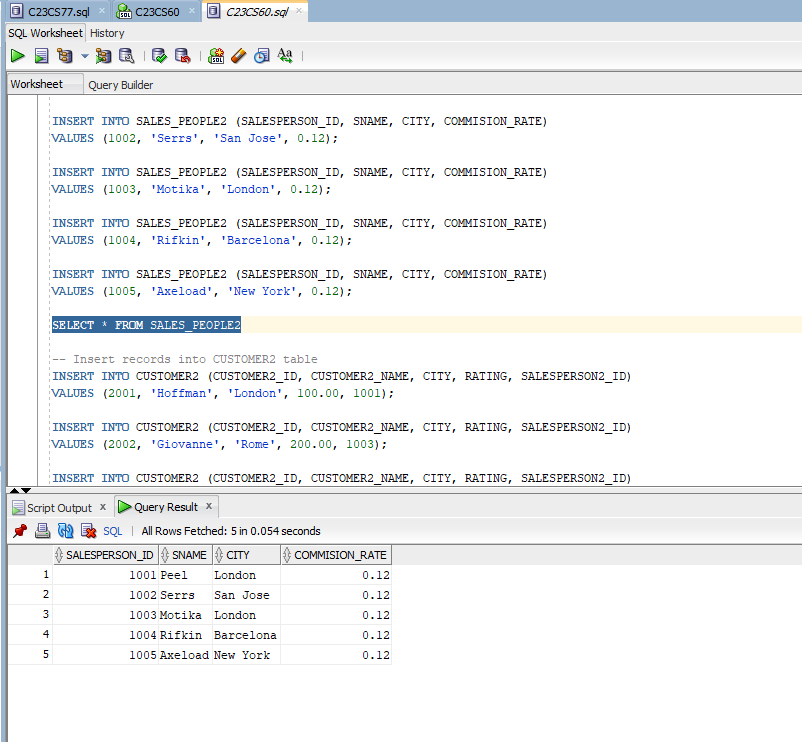 C23CS77.sql C23CS60 C23CS60.sql
SQL Worksheet History
Worksheet Query Builder
INSERT INTO SALES_PEOPLE2 (SALESPERSON_ID, SNAME, CITY, COMMISION_RATE)
VALUES (1002, 'Serrs', 'San Jose', 0.12);
INSERT INTO SALES_PEOPLE2 (SALESPERSON_ID, SNAME, CITY, COMMISION_RATE)
VALUES (1003, 'Motika', 'London', 0.12);
INSERT INTO SALES_PEOPLE2 (SALESPERSON_ID, SNAME, CITY, COMMISION_RATE)
VALUES (1004, 'Rifkin', 'Barcelona', 0.12);
INSERT INTO SALES_PEOPLE2 (SALESPERSON_ID, SNAME, CITY, COMMISION_RATE)
VALUES (1005, 'Axeload', 'New York', 0.12);
SELECT * FROM SALES_PEOPLE2
-- Insert records into CUSTOMER2 table
INSERT INTO CUSTOMER2 (CUSTOMER2_ID, CUSTOMER2_NAME, CITY, RATING, SALESPERSON2_ID)
VALUES (2001, 'Hoffman', 'London', 100.00, 1001);
INSERT INTO CUSTOMER2 (CUSTOMER2_ID, CUSTOMER2_NAME, CITY, RATING, SALESPERSON2_ID)
VALUES (2002, 'Giovanne', 'Rome', 200.00, 1003);
INSERT INTO CUSTOMER2 (CUSTOMER2_ID, CUSTOMER2_NAME, CITY, RATING, SALESPERSON2_ID)
Script Output x Query Result x
SQL All Rows Fetched: 5 in 0.054 seconds
SALESPERSON_ID SNAME CITY COMMISION_RATE
1 1001 Peel London 0.12
2 1002 Serrs San Jose 0.12
3 1003 Motika London 0.12
4 1004 Rifkin Barcelona 0.12
5 1005 Axeload New York 0.12